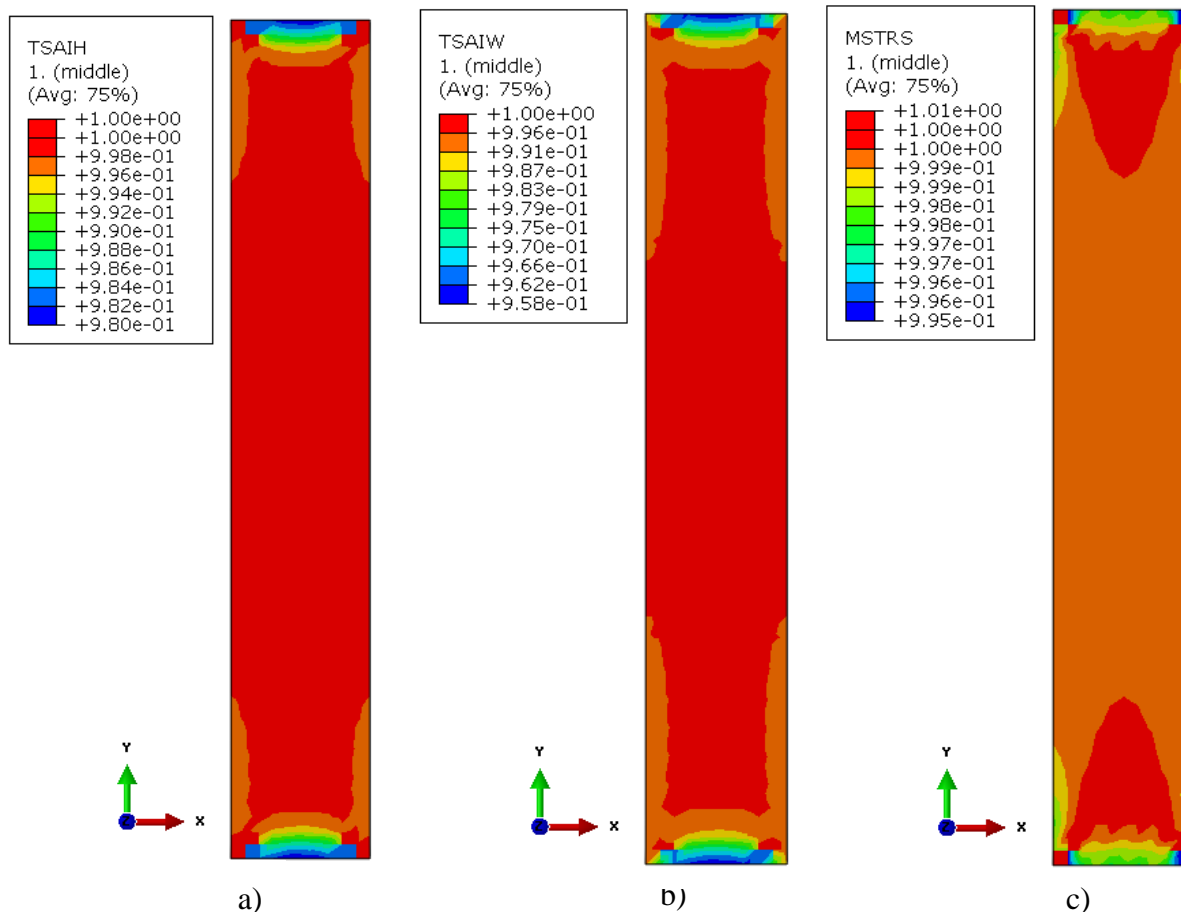 TSAIH
1. (middle)
(Avg: 75%)
+1.00e+00
+1.00e+00
+9.98e-01
+9.96e-01
+9.94e-01
+9.92e-01
+9.90e-01
+9.88e-01
+9.86e-01
+9.84e-01
+9.82e-01
+9.80e-01
Y
Z
X
a)
TSAIW
1. (middle)
(Avg: 75%)
+1.00e+00
+9.96e-01
+9.91e-01
+9.87e-01
+9.83e-01
+9.79e-01
+9.75e-01
+9.70e-01
+9.66e-01
+9.62e-01
+9.58e-01
Y
Z
X
b)
MSTRS
1. (middle)
(Avg: 75%)
+1.01e+00
+1.00e+00
+1.00e+00
+9.99e-01
+9.99e-01
+9.98e-01
+9.98e-01
+9.97e-01
+9.97e-01
+9.96e-01
+9.96e-01
+9.95e-01
Y
Z
X
c)